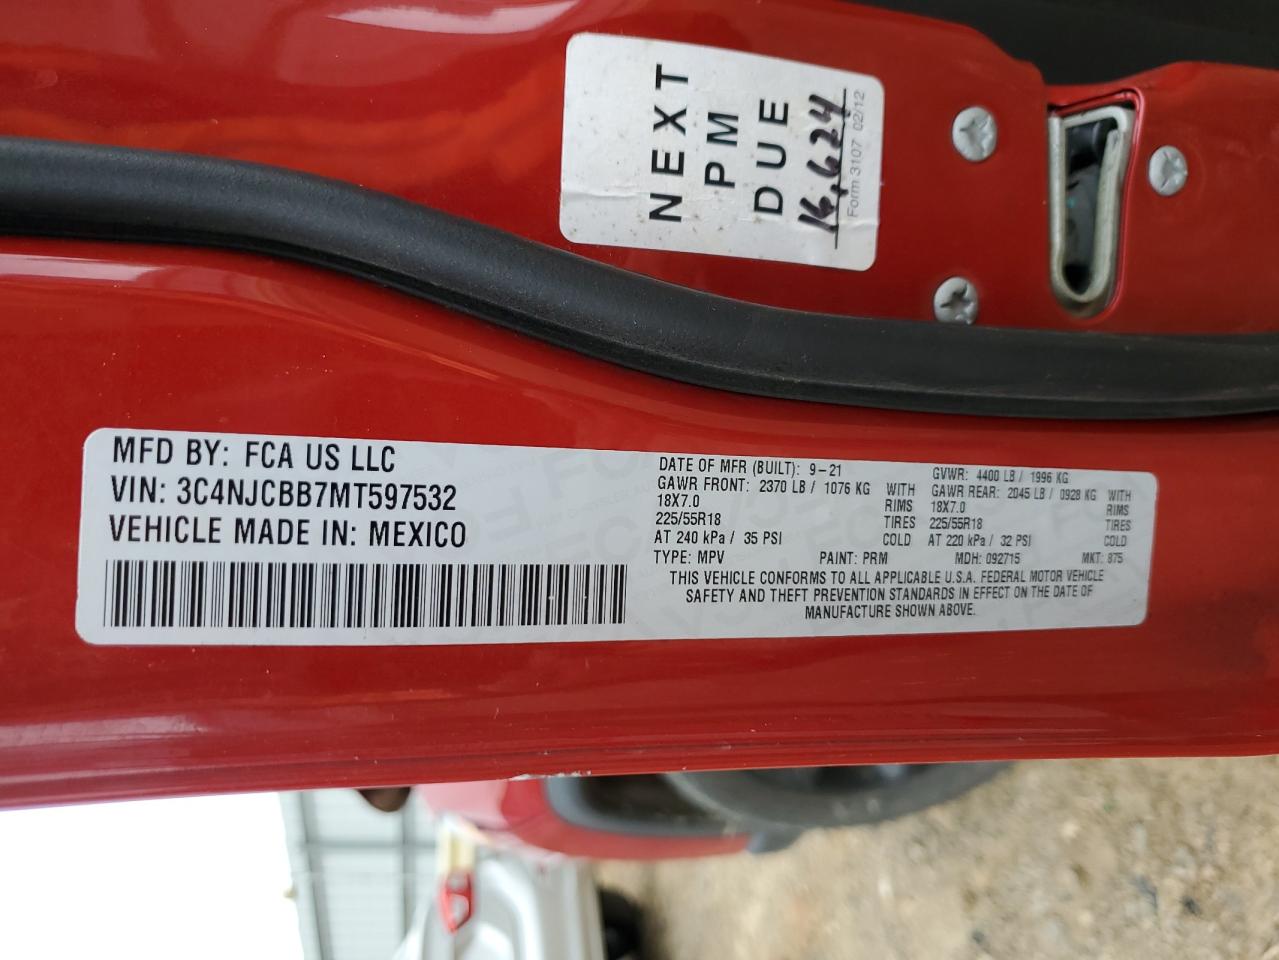 NEXT
PM
DUE
16,624
Form 3107 02/12
MFD BY: FCA US LLC
VIN: 3C4NJCBB7MT597532
VEHICLE MADE IN: MEXICO
DATE OF MFR (BUILT): 9-21
GAWR FRONT: 2370 LB / 1076 KG WITH
18X7.0 RIMS
225/55R18 TIRES
AT 240 kPa / 35 PSI COLD
TYPE: MPV PAINT: PRM
GVWR: 4400 LB / 1996 KG
GAWR REAR: 2045 LB / 0928 KG WITH
18X7.0 RIMS
225/55R18 TIRES
AT 220 kPa / 32 PSI COLD
MDH: 092715 MKT: 875
THIS VEHICLE CONFORMS TO ALL APPLICABLE U.S.A. FEDERAL MOTOR VEHICLE
SAFETY AND THEFT PREVENTION STANDARDS IN EFFECT ON THE DATE OF
MANUFACTURE SHOWN ABOVE.